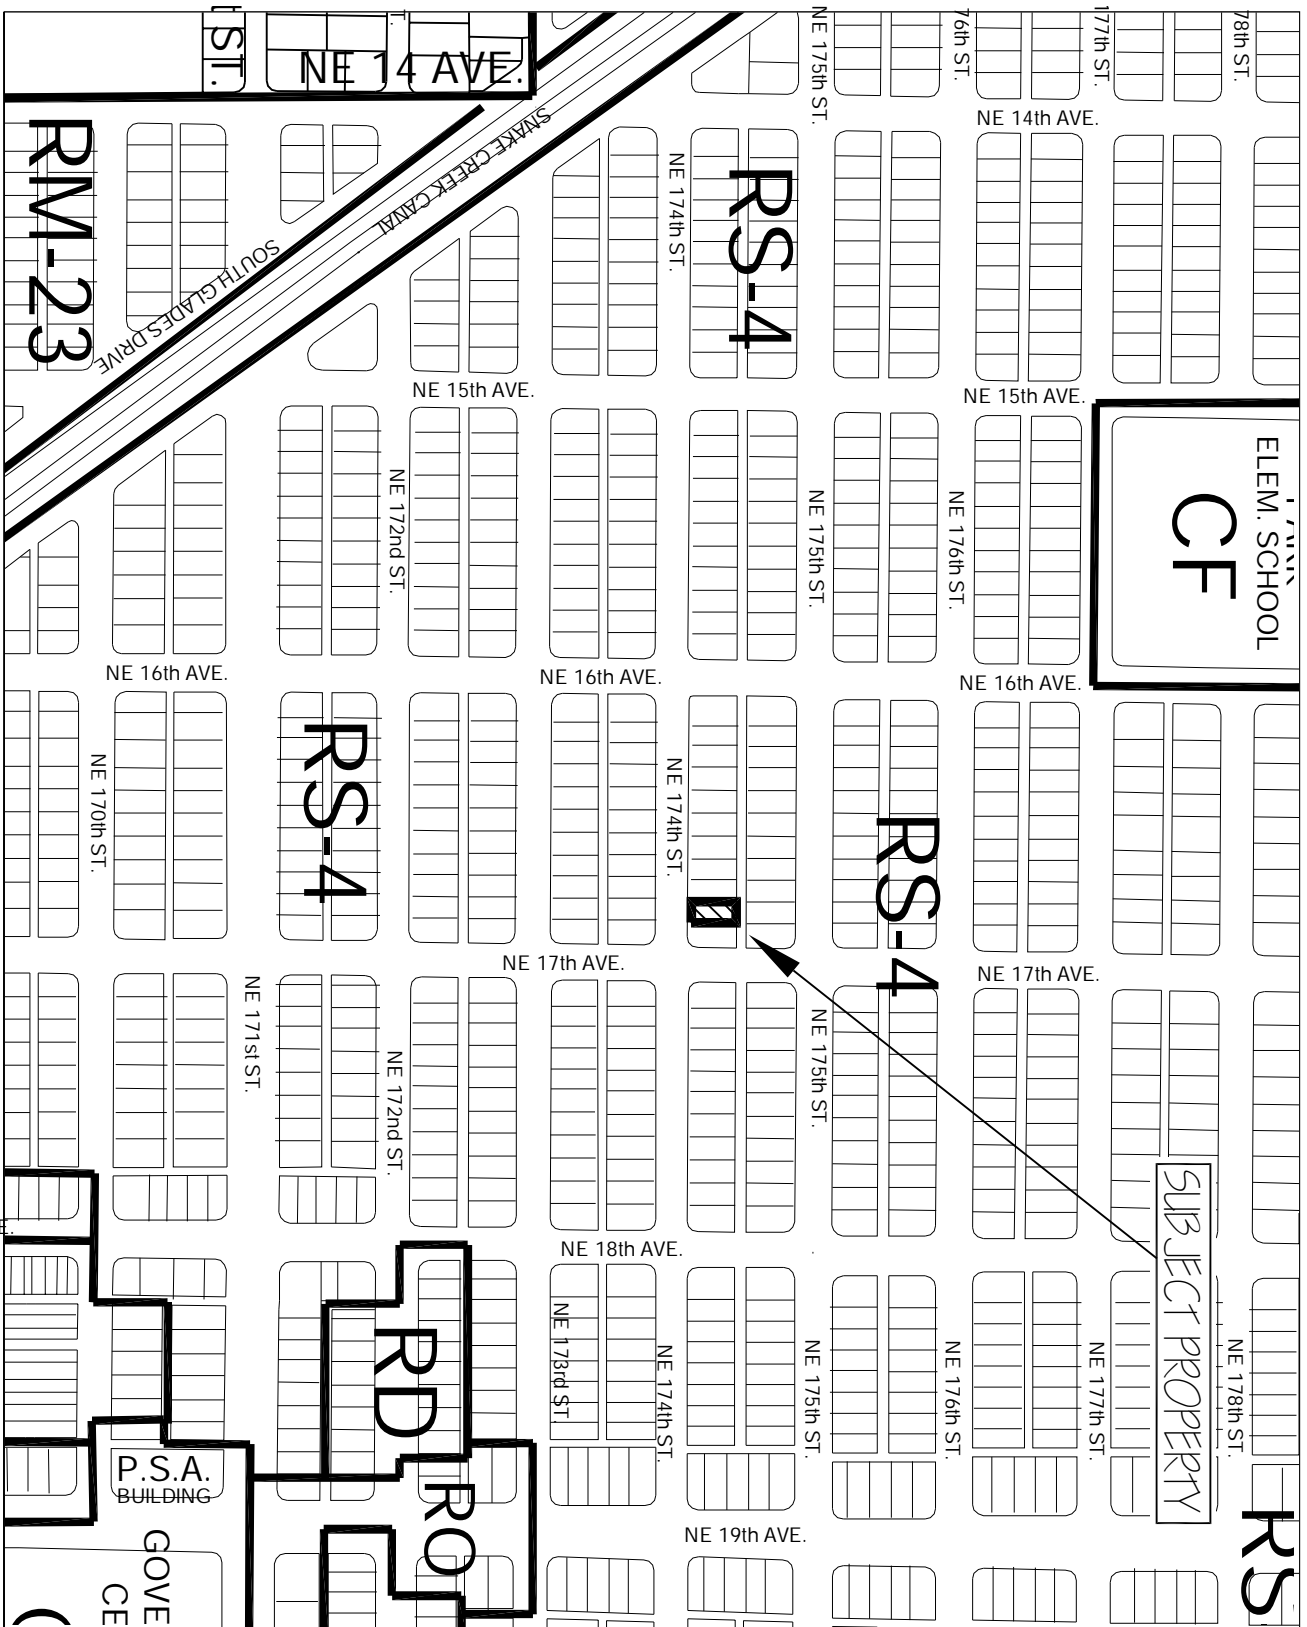 ST.
NE 14 AVE.
NE 175th ST.
76th ST.
177th ST.
78th ST.
NE 14th AVE.
RM-23
SNAKE CREEK CANAL
SOUTH GLADES DRIVE
NE 174th ST.
RS-4
NE 15th AVE.
NE 15th AVE.
NE 172nd ST.
NE 175th ST.
NE 176th ST.
ELEM. SCHOOL
CF
NE 16th AVE.
NE 16th AVE.
NE 16th AVE.
NE 170th ST.
RS-4
NE 174th ST.
RS-4
NE 17th AVE.
NE 17th AVE.
NE 171st ST.
NE 172nd ST.
NE 175th ST.
SUBJECT PROPERTY
NE 18th AVE.
RD
NE 173rd ST.
NE 174th ST.
NE 175th ST.
NE 176th ST.
NE 177th ST.
NE 178th ST.
P.S.A.
BUILDING
RO
NE 19th AVE.
RS-
GOVE
CE